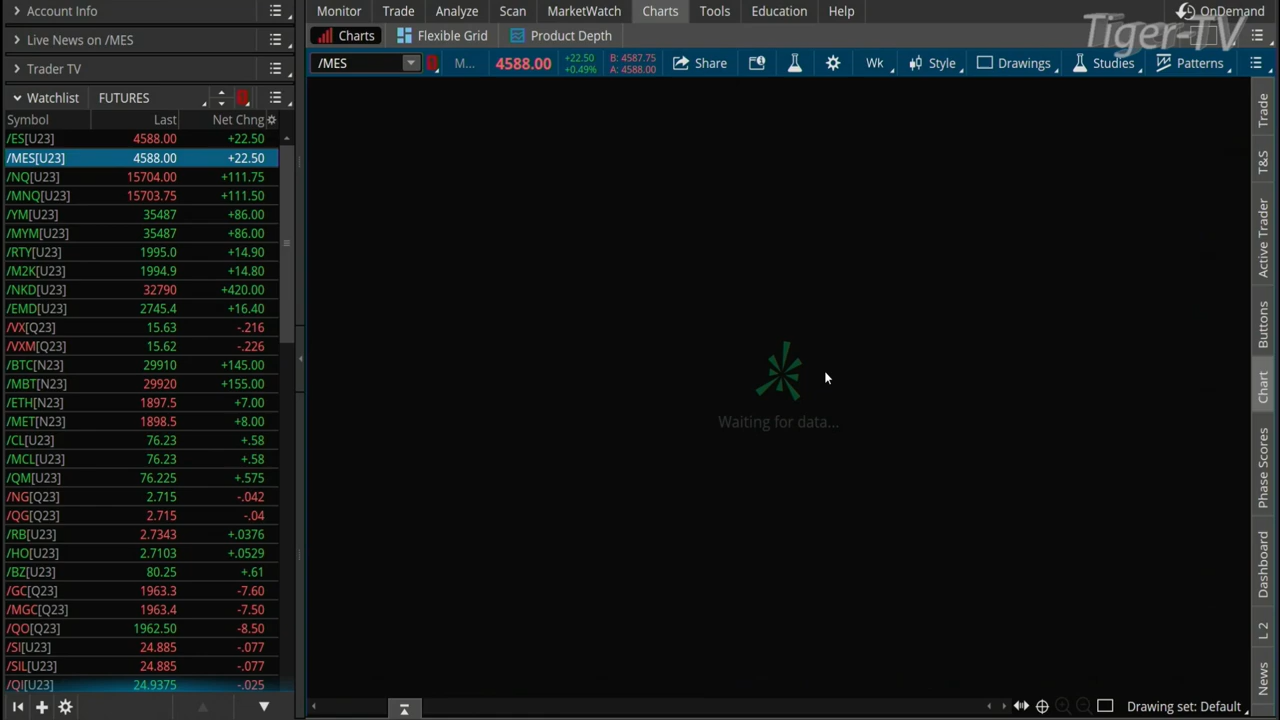 Account Info
Monitor Trade Analyze Scan MarketWatch Charts Tools Education Help OnDemand
Tiger-TV
Live News on /MES
Charts Flexible Grid Product Depth
Trader TV
/MES M... 4588.00 +22.50 +0.49% B: 4587.75 A: 4588.00 Share Wk Style Drawings Studies Patterns
Watchlist FUTURES
Symbol Last Net Chng
/ES[U23] 4588.00 +22.50
/MES[U23] 4588.00 +22.50
/NQ[U23] 15704.00 +111.75
/MNQ[U23] 15703.75 +111.50
/YM[U23] 35487 +86.00
/MYM[U23] 35487 +86.00
/RTY[U23] 1995.0 +14.90
/M2K[U23] 1994.9 +14.80
/NKD[U23] 32790 +420.00
/EMD[U23] 2745.4 +16.40
/VX[Q23] 15.63 -.216
/VXM[Q23] 15.62 -.226
/BTC[N23] 29910 +145.00
/MBT[N23] 29920 +155.00
/ETH[N23] 1897.5 +7.00
/MET[N23] 1898.5 +8.00
/CL[U23] 76.23 +.58
/MCL[U23] 76.23 +.58
/QM[U23] 76.225 +.575
/NG[Q23] 2.715 -.042
/QG[Q23] 2.715 -.04
/RB[U23] 2.7343 +.0376
/HO[U23] 2.7103 +.0529
/BZ[U23] 80.25 +.61
/GC[Q23] 1963.3 -7.60
/MGC[Q23] 1963.4 -7.50
/QO[Q23] 1962.50 -8.50
/SI[U23] 24.885 -.077
/SIL[U23] 24.885 -.077
/QI[U23] 24.9375 -.025
Waiting for data...
Trade
T&S
Active Trader
Buttons
Chart
Phase Scores
Dashboard
L 2
News
Drawing set: Default